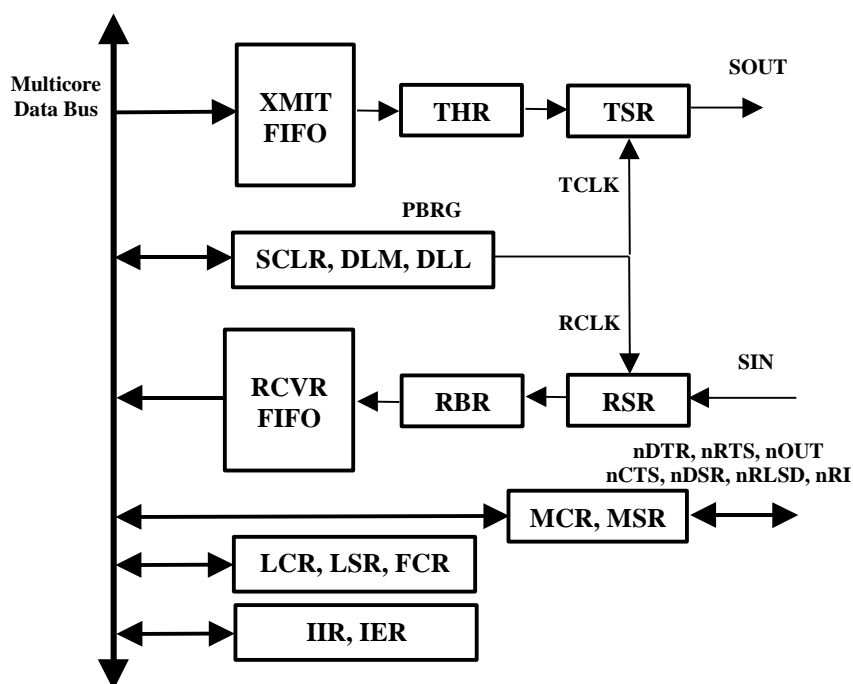 Multicore
Data Bus
XMIT
FIFO
THR
TSR
SOUT
TCLK
PBRG
SCLR, DLM, DLL
RCLK
SIN
RCVR
FIFO
RBR
RSR
nDTR, nRTS, nOUT
nCTS, nDSR, nRLSD, nRI
MCR, MSR
LCR, LSR, FCR
IIR, IER